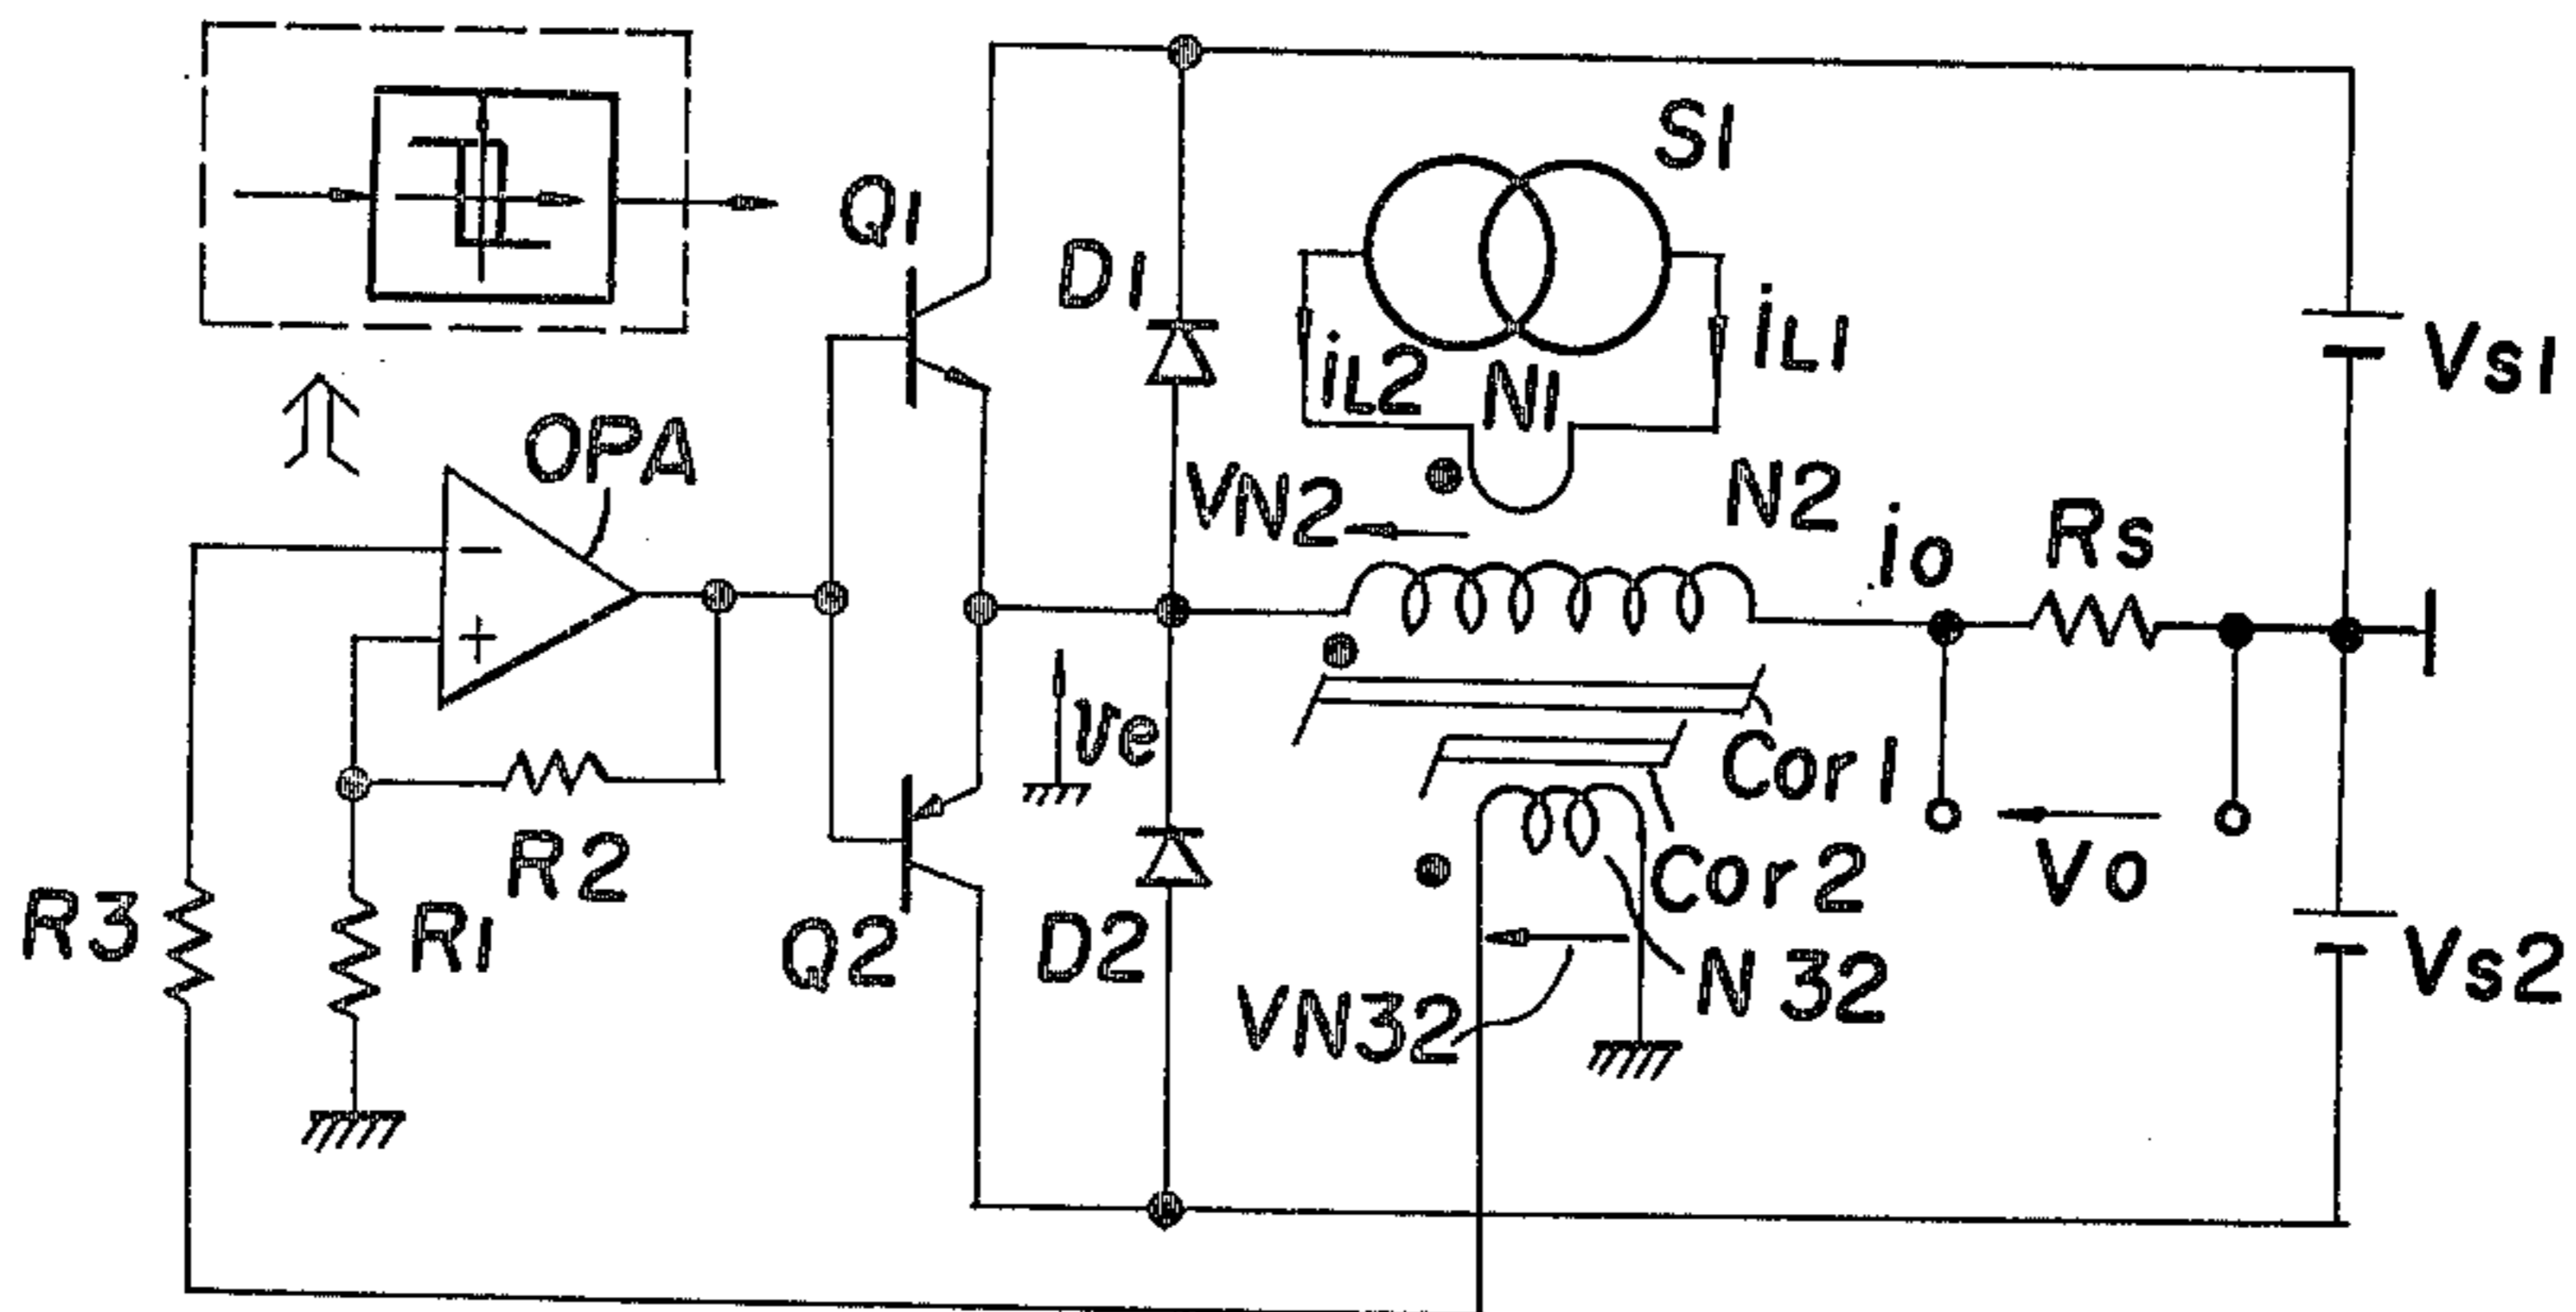 S1
Q1
D1
iL1
VS1
iL2
N1
OPA
VN2
N2
io
Rs
−
+
Ve
Cor1
R2
Cor2
Vo
R3
R1
Q2
D2
N32
VS2
VN32